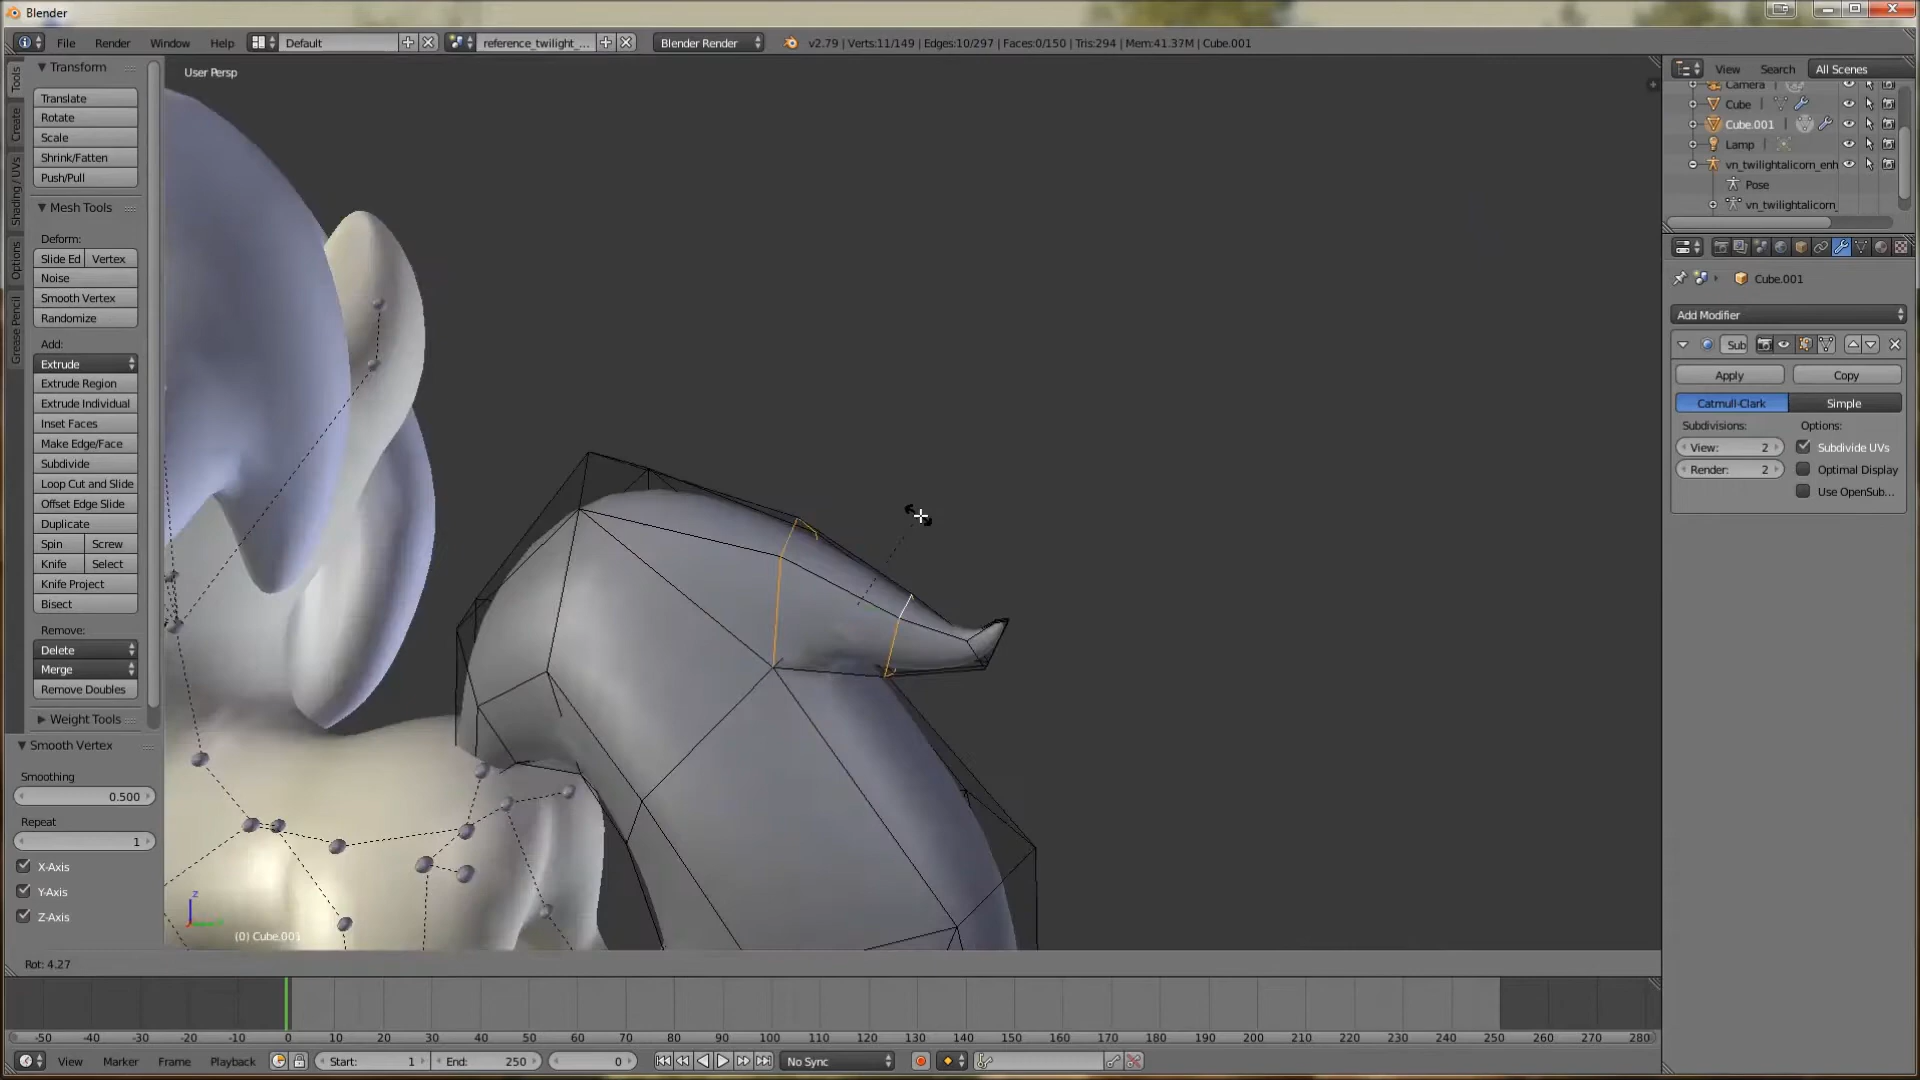 Blender
File Render Window Help Default reference_twilight_... Blender Render v2.79 | Verts:11/149 | Edges:10/297 | Faces:0/150 | Tris:294 | Mem:41.37M | Cube.001
Tools
Create
Shading / UVs
Options
Grease Pencil
Transform
Translate
Rotate
Scale
Shrink/Fatten
Push/Pull
Mesh Tools
Deform:
Slide Ed Vertex
Noise
Smooth Vertex
Randomize
Add:
Extrude
Extrude Region
Extrude Individual
Inset Faces
Make Edge/Face
Subdivide
Loop Cut and Slide
Offset Edge Slide
Duplicate
Spin Screw
Knife Select
Knife Project
Bisect
Remove:
Delete
Merge
Remove Doubles
Weight Tools
Smooth Vertex
Smoothing
0.500
Repeat
1
X-Axis
Y-Axis
Z-Axis
User Persp
z
(0) Cube.001
Rot: 4.27
View Search All Scenes
Camera
Cube
Cube.001
Lamp
vn_twilightalicorn_enh
Pose
vn_twilightalicorn_
Cube.001
Add Modifier
Sub
Apply Copy
Catmull-Clark Simple
Subdivisions: Options:
View: 2 Subdivide UVs
Render: 2 Optimal Display
Use OpenSub...
-50 -40 -30 -20 -10 0 10 20 30 40 50 60 70 80 90 100 110 120 130 140 150 160 170 180 190 200 210 220 230 240 250 260 270 280
View Marker Frame Playback Start: 1 End: 250 0 No Sync